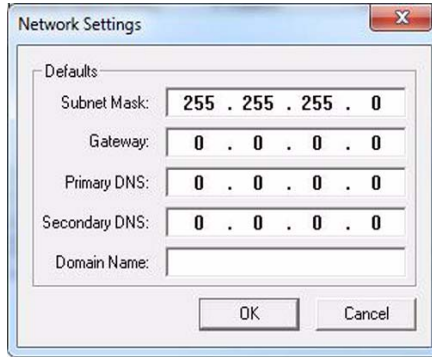 Network Settings
Defaults
Subnet Mask: 255 . 255 . 255 . 0
Gateway: 0 . 0 . 0 . 0
Primary DNS: 0 . 0 . 0 . 0
Secondary DNS: 0 . 0 . 0 . 0
Domain Name:
OK Cancel